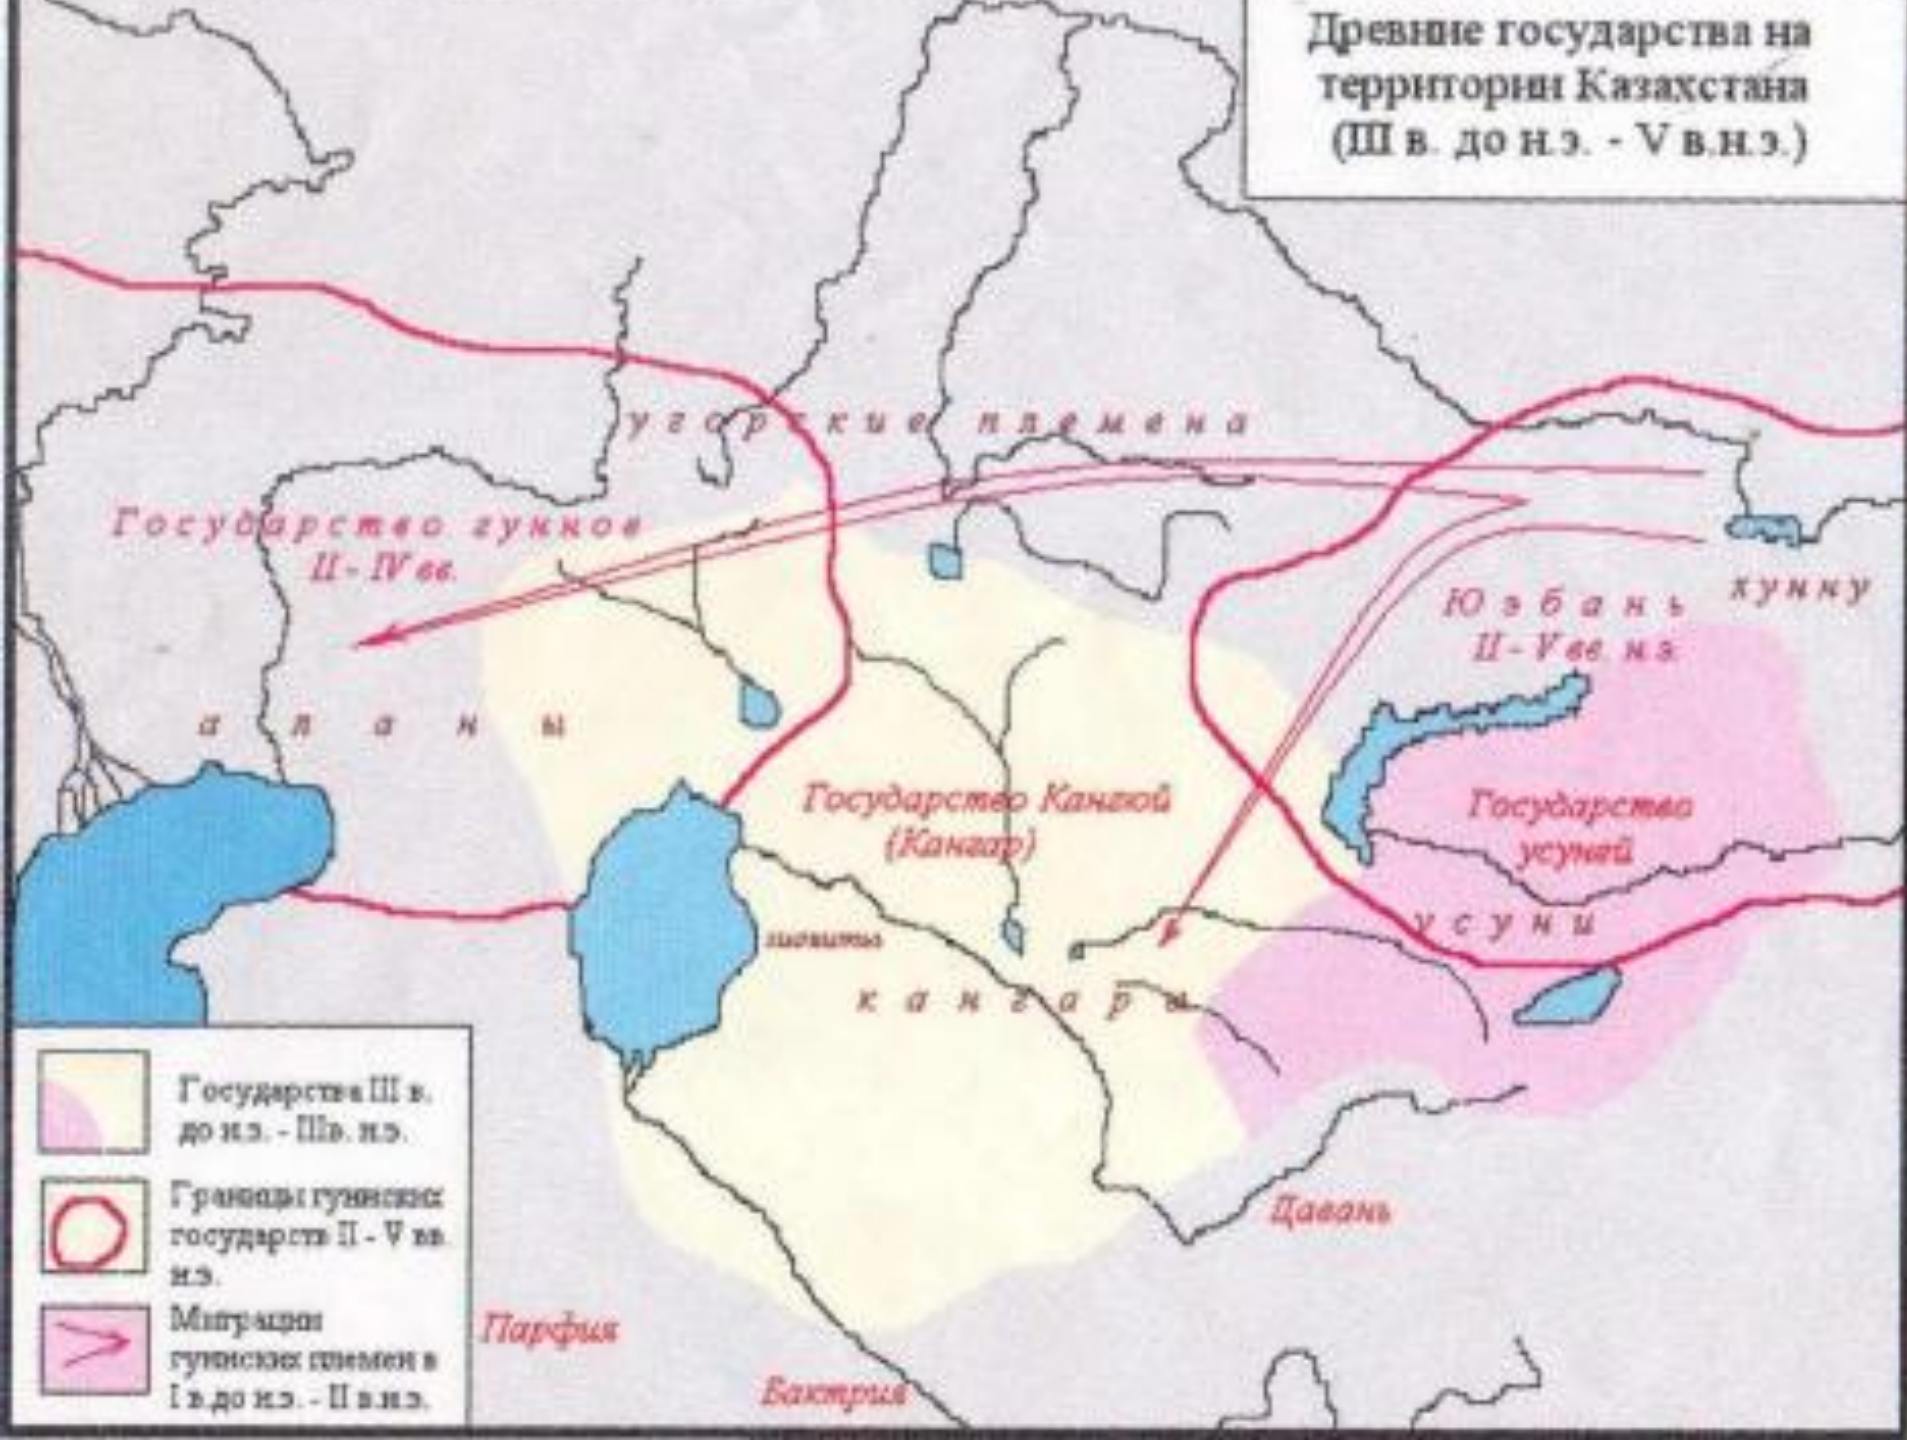 Древние государства на
территории Казахстана
(III в. до н.э. - V в.н.э.)
угорские племена
Государство гуннов
II - IV вв.
Юэбань
II - V вв. н.э.
хунну
аланы
Государство Кангюй
(Кангар)
Государство
усуней
усуни
кангары
Давань
Парфия
Бактрия
Государства III в.
до н.э. - IIIв. н.э.
Границы гуннских
государств II - V вв.
н.э.
Миграции
гуннских племен в
I в.до н.э. - II в.н.э.